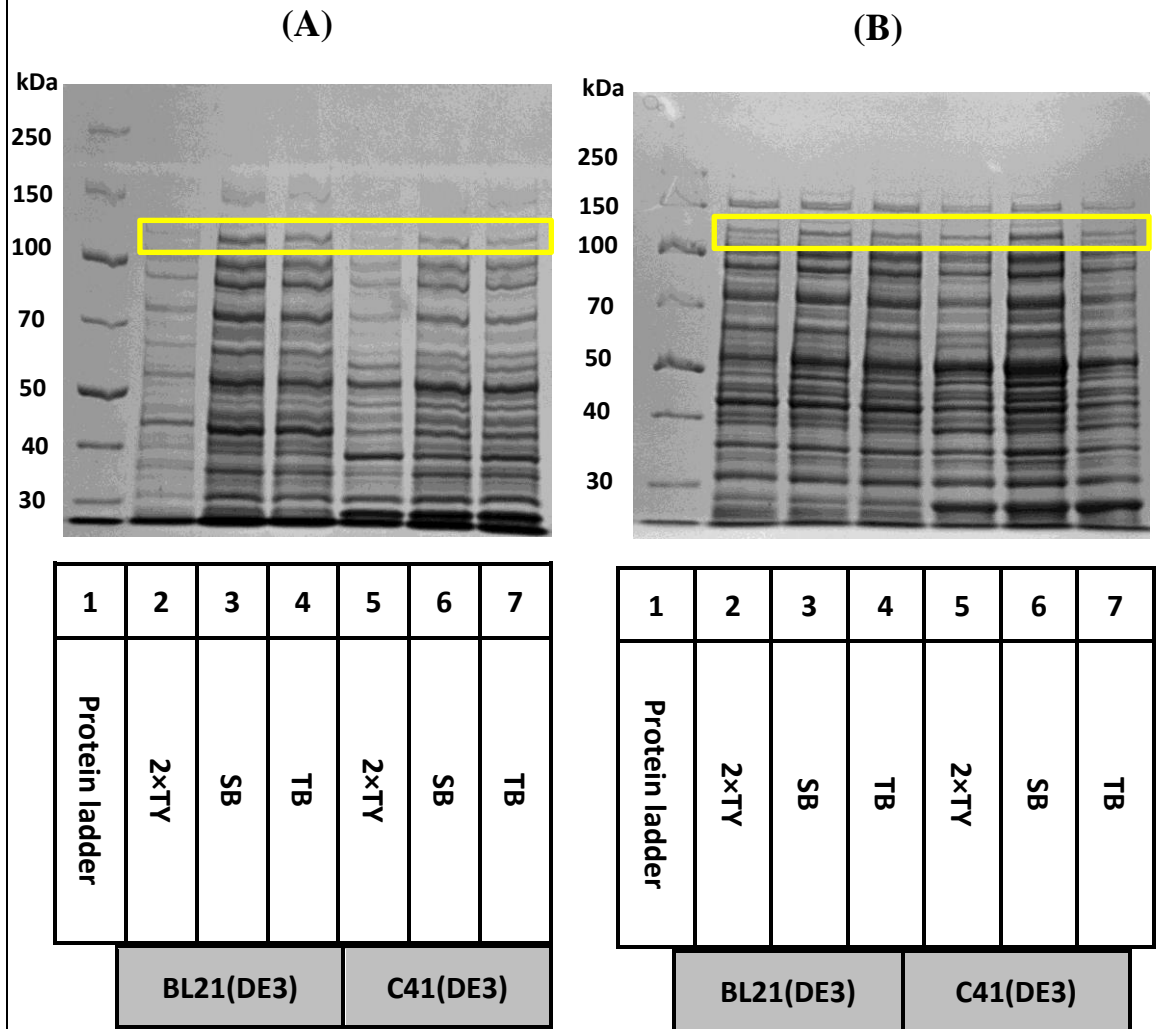 (A)
kDa
250
150
100
70
50
40
30
1 2 3 4 5 6 7
Protein ladder 2×TY SB TB 2×TY SB TB
BL21(DE3) C41(DE3)
(B)
kDa
250
150
100
70
50
40
30
1 2 3 4 5 6 7
Protein ladder 2×TY SB TB 2×TY SB TB
BL21(DE3) C41(DE3)